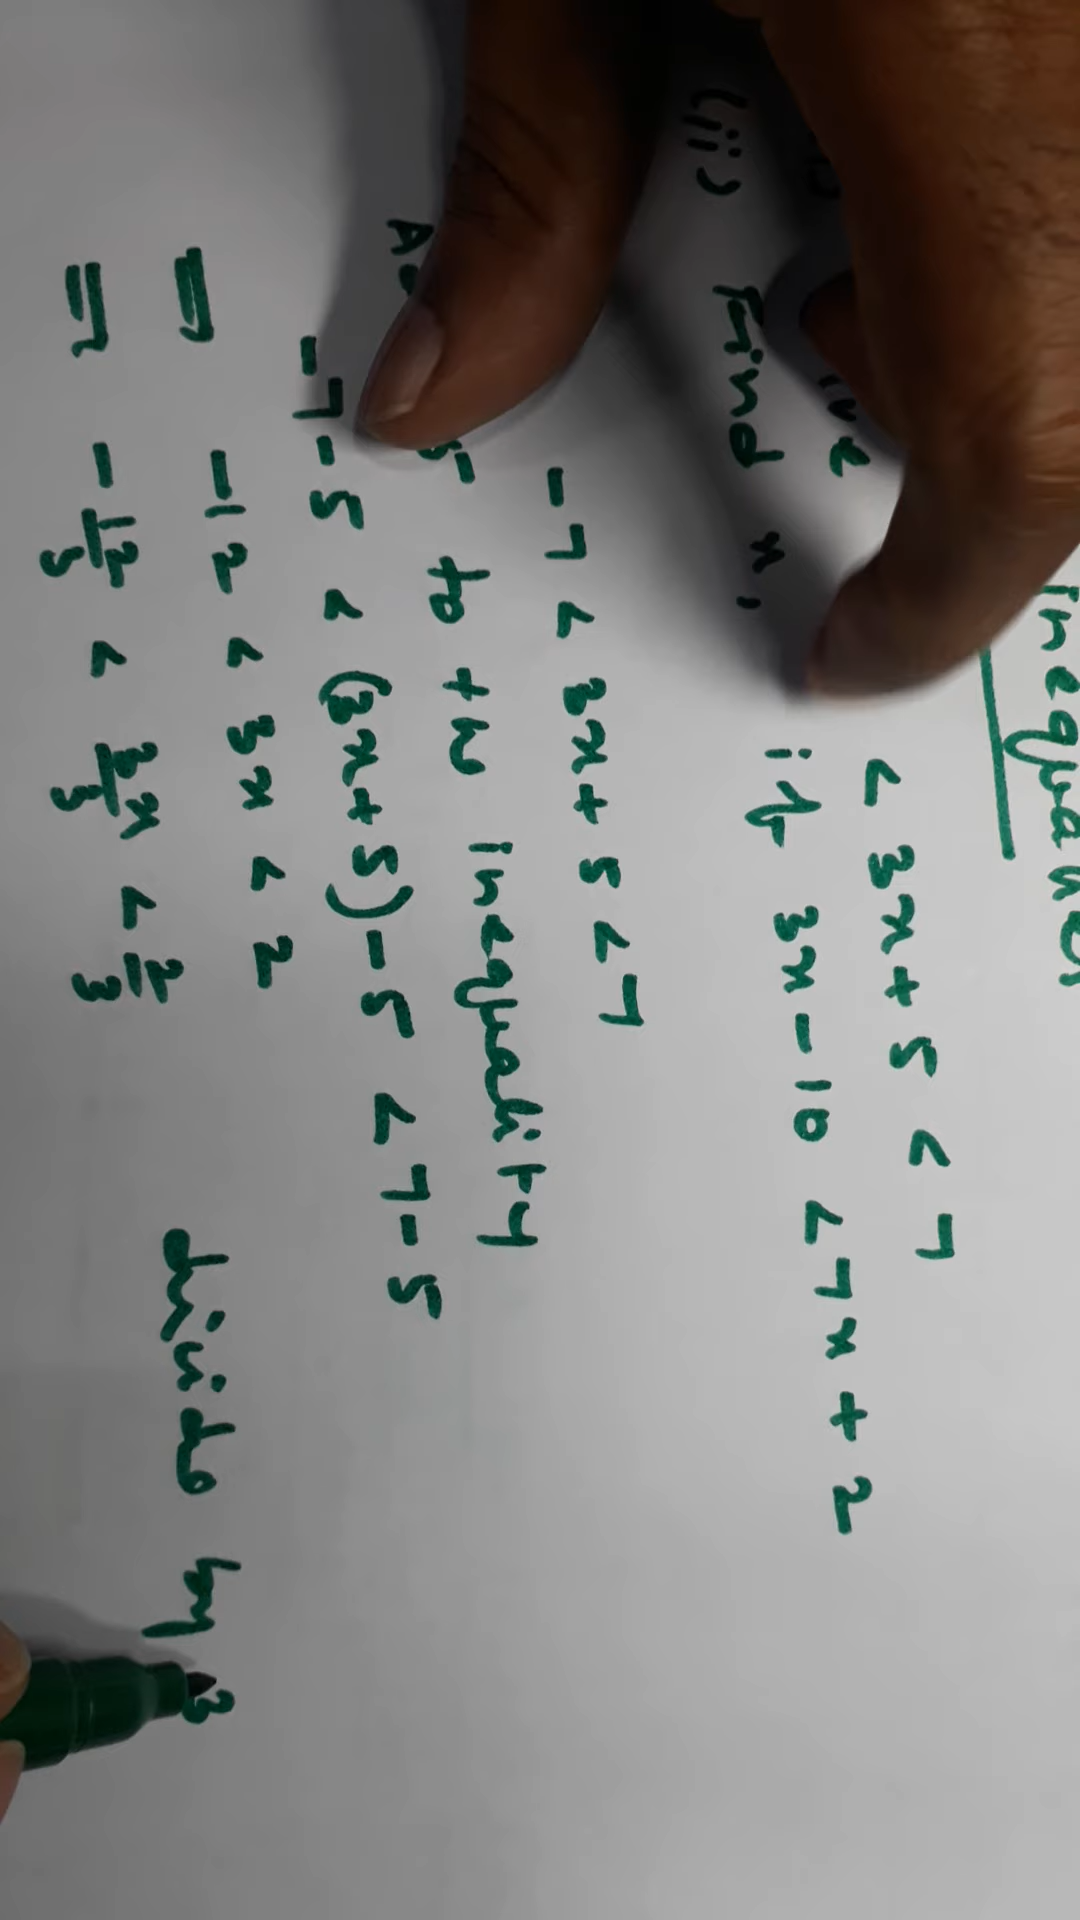 < 3x + 5 < 7
(ii) Find x, if 3x - 10 < 7x + 2
-7 < 3x + 5 < 7
to the inequality
-7 - 5 < (3x + 5) - 5 < 7 - 5
⇒ -12 < 3x < 2
divide by 3
⇒ -12/3 < 3x/3 < 2/3